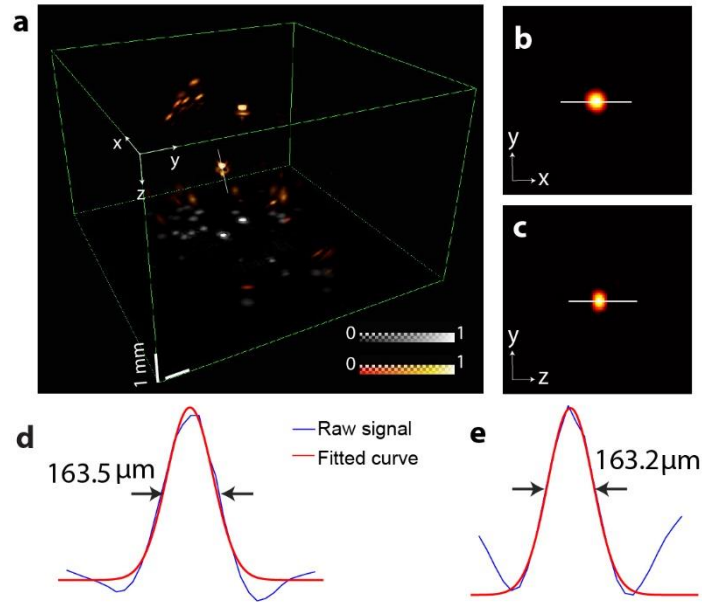 a
x
y
z
1 mm
0 1
0 1
b
y
x
c
y
z
d
163.5 µm
Raw signal
Fitted curve
e
163.2µm